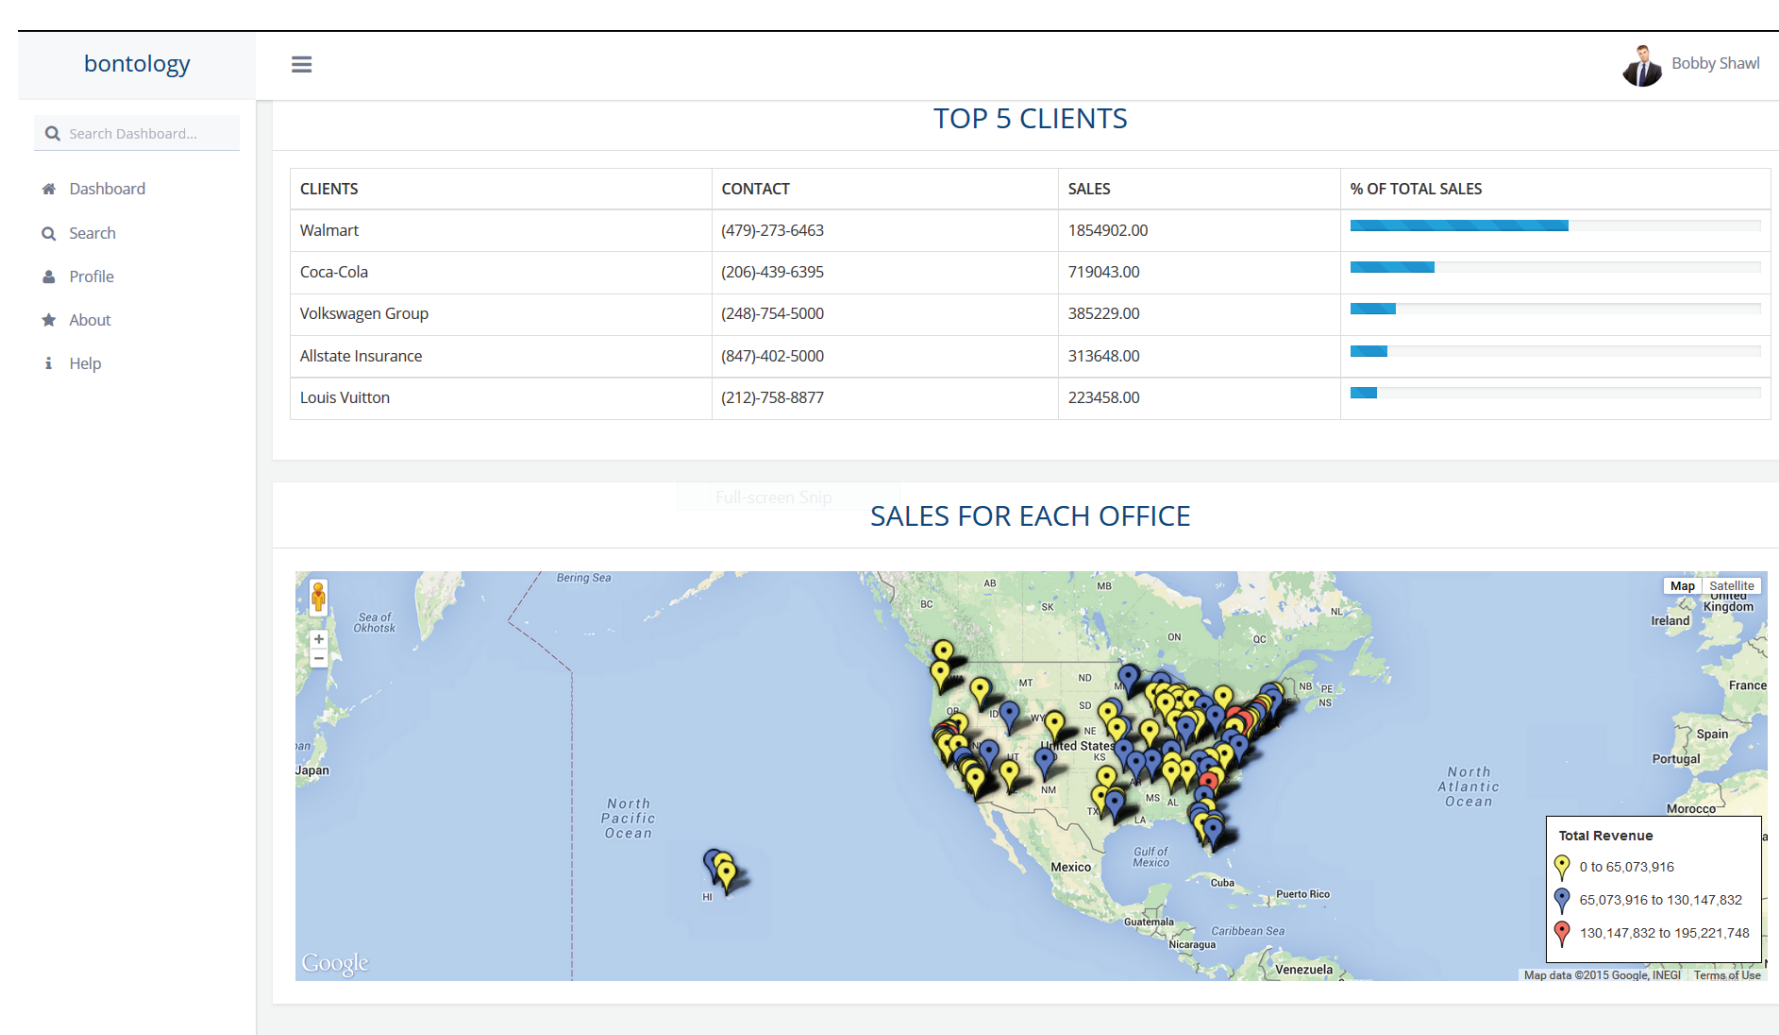 bontology
Bobby Shawl
Search Dashboard...
Dashboard
Search
Profile
About
Help
TOP 5 CLIENTS
CLIENTS CONTACT SALES % OF TOTAL SALES
Walmart (479)-273-6463 1854902.00
Coca-Cola (206)-439-6395 719043.00
Volkswagen Group (248)-754-5000 385229.00
Allstate Insurance (847)-402-5000 313648.00
Louis Vuitton (212)-758-8877 223458.00
Full-screen Snip
SALES FOR EACH OFFICE
Bering Sea
Sea of
Okhotsk
AB
MB
BC
SK
ON
QC
NL
Map Satellite
United
Kingdom
Ireland
MT
ND
NB PE
NS
France
OR
ID
WY
SD
NE
United States
UT
KS
Spain
Portugal
Japan
NM
MS AL
TX
LA
North
Pacific
Ocean
North
Atlantic
Ocean
Morocco
Gulf of
Mexico
Mexico
HI
Cuba
Puerto Rico
Guatemala
Caribbean Sea
Nicaragua
Venezuela
Total Revenue
0 to 65,073,916
65,073,916 to 130,147,832
130,147,832 to 195,221,748
Google
Map data ©2015 Google, INEGI Terms of Use